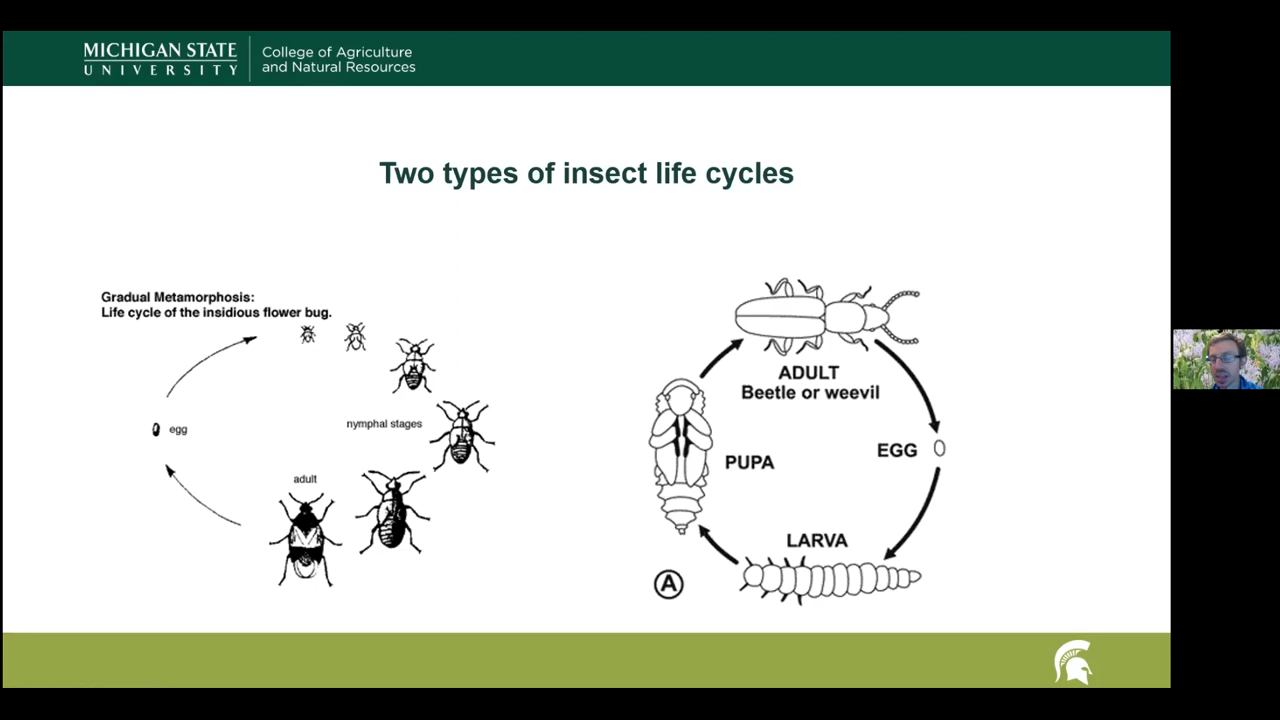 MICHIGAN STATE
UNIVERSITY
College of Agriculture
and Natural Resources
Two types of insect life cycles
Gradual Metamorphosis:
Life cycle of the insidious flower bug.
egg
nymphal stages
adult
ADULT
Beetle or weevil
EGG
PUPA
LARVA
A